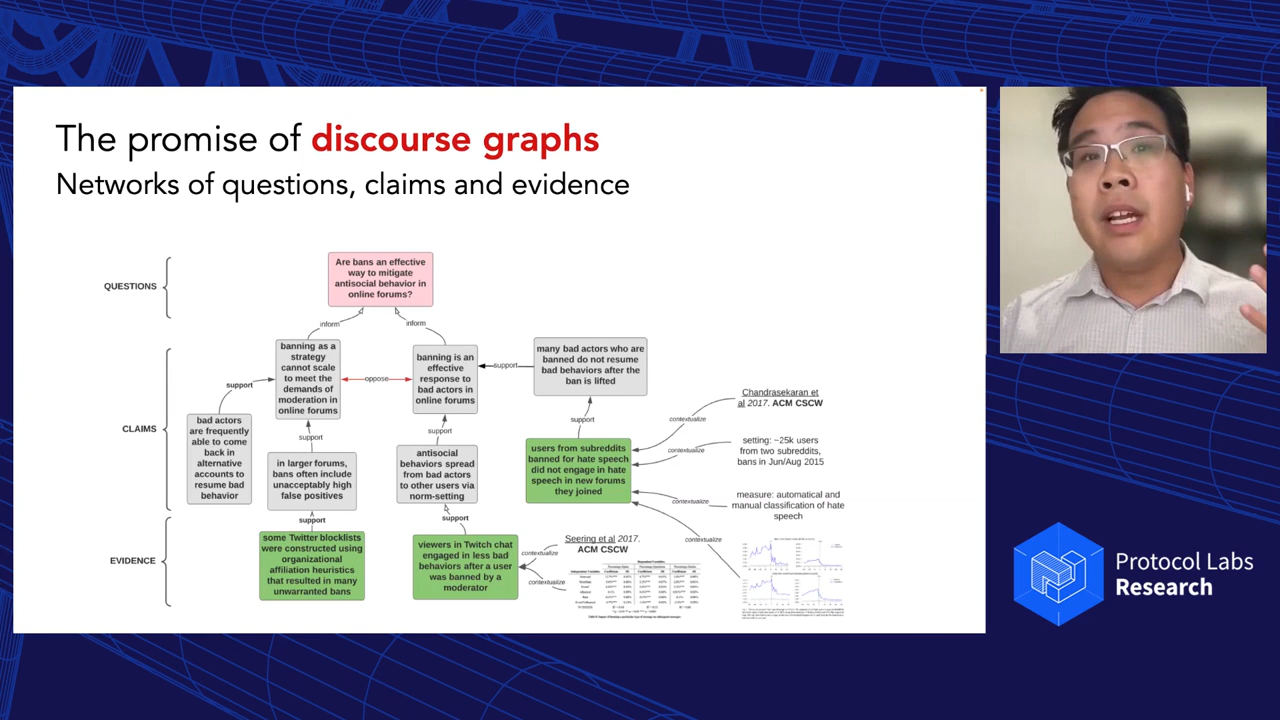 The promise of discourse graphs
Networks of questions, claims and evidence
QUESTIONS
Are bans an effective
way to mitigate
antisocial behavior in
online forums?
inform
inform
CLAIMS
banning as a
strategy
cannot scale
to meet the
demands of
moderation in
online forums
oppose
banning is an
effective
response to
bad actors in
online forums
support
many bad actors who are
banned do not resume
bad behaviors after the
ban is lifted
support
bad actors
are frequently
able to come
back in
alternative
accounts to
resume bad
behavior
support
in larger forums,
bans often include
unacceptably high
false positives
support
antisocial
behaviors spread
from bad actors
to other users via
norm-setting
support
users from subreddits
banned for hate speech
did not engage in hate
speech in new forums
they joined
contextualize
Chandrasekaran et
al 2017. ACM CSCW
contextualize
setting: ~25k users
from two subreddits,
bans in Jun/Aug 2015
contextualize
measure: automatical and
manual classification of hate
speech
contextualize
EVIDENCE
support
some Twitter blocklists
were constructed using
organizational
affiliation heuristics
that resulted in many
unwarranted bans
support
viewers in Twitch chat
engaged in less bad
behaviors after a user
was banned by a
moderator
contextualize
Seering et al 2017.
ACM CSCW
contextualize
Protocol Labs
Research